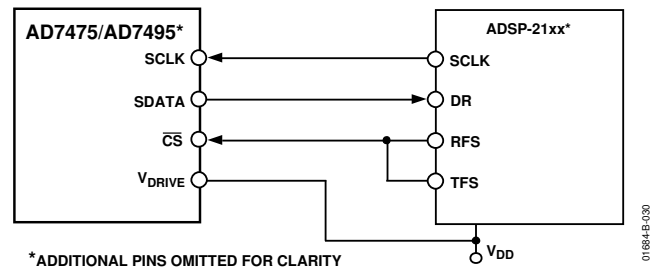 AD7475/AD7495*
SCLK
SDATA
CS
VDRIVE
ADSP-21xx*
SCLK
DR
RFS
TFS
VDD
*ADDITIONAL PINS OMITTED FOR CLARITY
01684-B-030